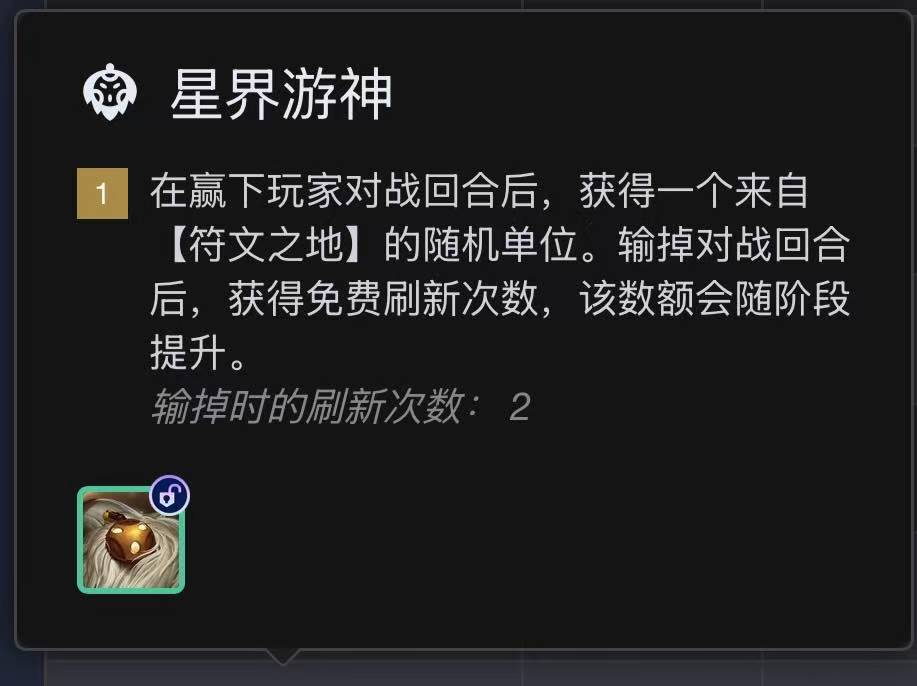 星界游神
1
在赢下玩家对战回合后，获得一个来自
【符文之地】的随机单位。输掉对战回合
后，获得免费刷新次数，该数额会随阶段
提升。
输掉时的刷新次数： 2